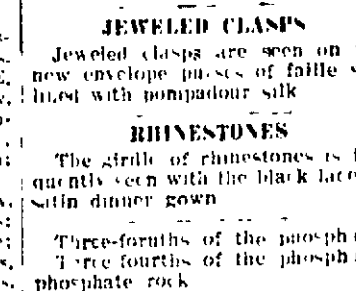 JEWELED CLASPS
Jeweled clasps are seen on
new envelope purses of faille
lined with pompadour silk
RHINESTONES
The girdle of rhinestones is
quently seen with the black lace
satin dinner gown
Three-fornths of the phosph
Three fourths of the phosph
phosphate rock